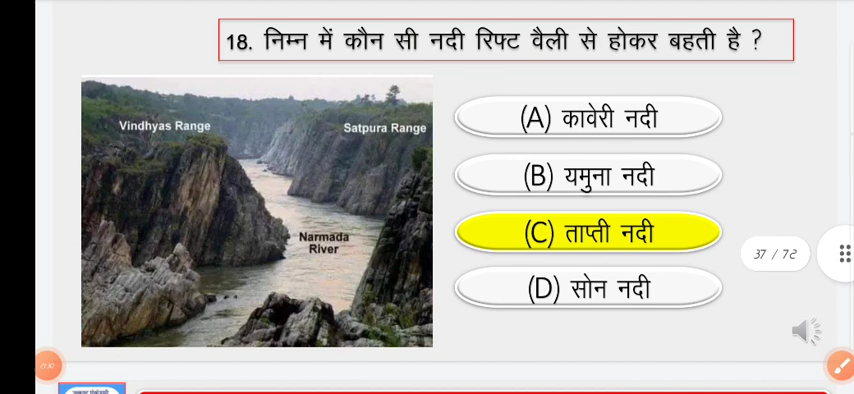 18. निम्न में कौन सी नदी रिफ्ट वैली से होकर बहती है ?
Vindhyas Range
Satpura Range
Narmada
River
(A) कावेरी नदी
(B) यमुना नदी
(C) ताप्ती नदी
(D) सोन नदी
37 / 72